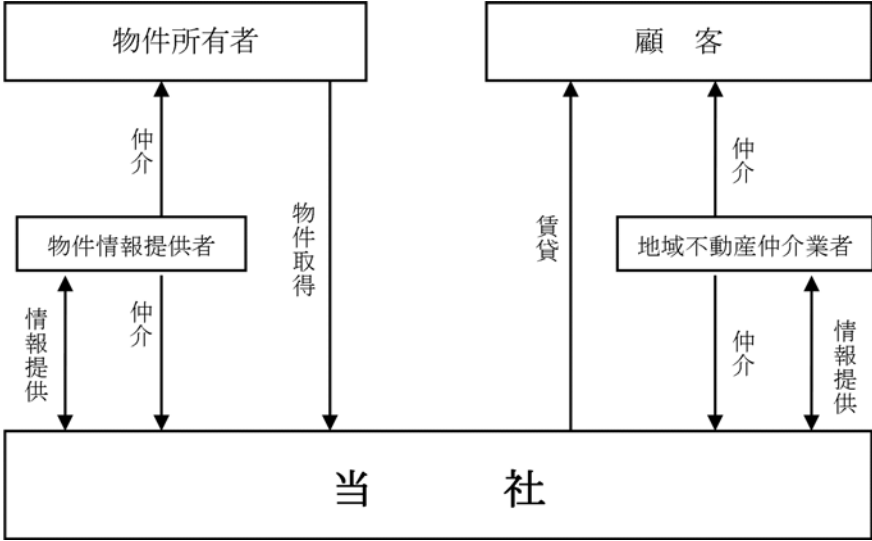 物件所有者
顧　客
仲介
仲介
物件取得
賃貸
物件情報提供者
地域不動産仲介業者
情報提供
仲介
仲介
情報提供
当　社